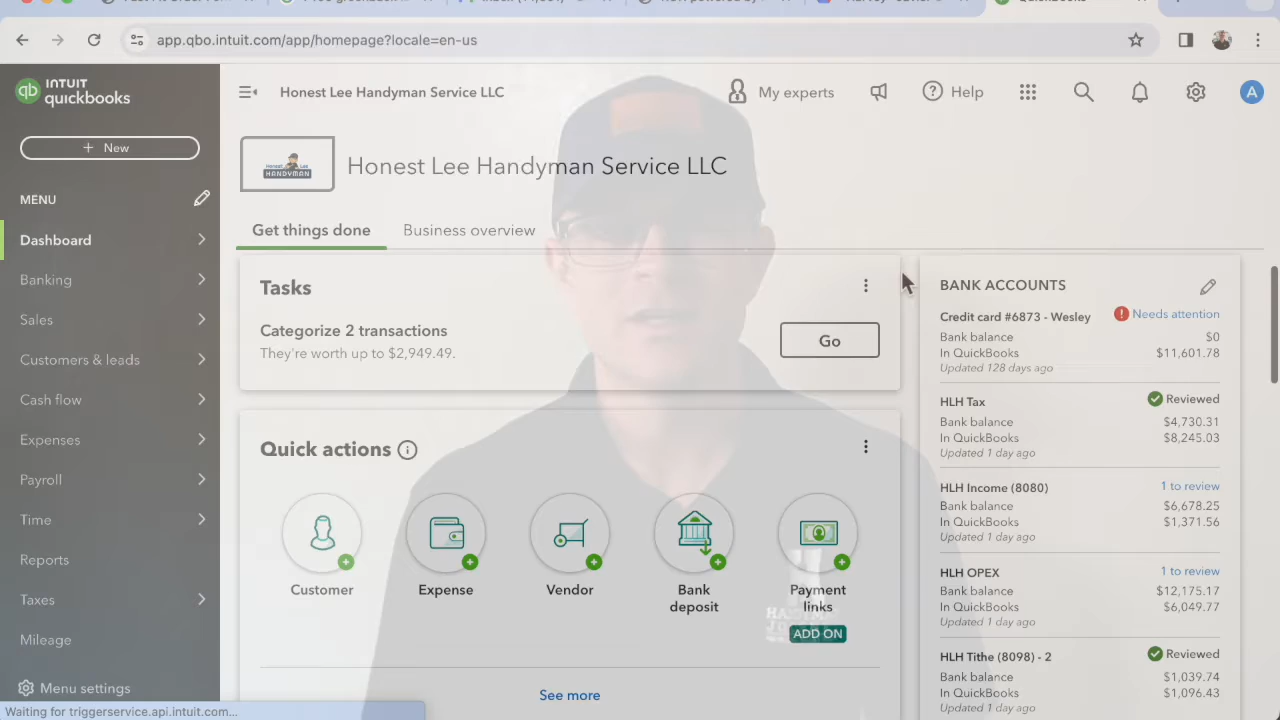 app.qbo.intuit.com/app/homepage?locale=en-us
INTUIT
quickbooks
Honest Lee Handyman Service LLC
My experts
Help
A
New
HANDYMAN
Honest Lee Handyman Service LLC
MENU
Get things done
Business overview
Dashboard
Banking
Sales
Customers & leads
Cash flow
Expenses
Payroll
Time
Reports
Taxes
Mileage
Menu settings
Waiting for triggerservice.api.intuit.com...
Tasks
Categorize 2 transactions
They're worth up to $2,949.49.
Go
Quick actions
Customer
Expense
Vendor
Bank
deposit
Payment
links
ADD ON
See more
BANK ACCOUNTS
Credit card #6873 - Wesley
Needs attention
Bank balance $0
In QuickBooks $11,601.78
Updated 128 days ago
HLH Tax
Reviewed
Bank balance $4,730.31
In QuickBooks $8,245.03
Updated 1 day ago
HLH Income (8080)
1 to review
Bank balance $6,678.25
In QuickBooks $1,371.56
Updated 1 day ago
HLH OPEX
1 to review
Bank balance $12,175.17
In QuickBooks $6,049.77
Updated 1 day ago
HLH Tithe (8098) - 2
Reviewed
Bank balance $1,039.74
In QuickBooks $1,096.43
Updated 1 day ago